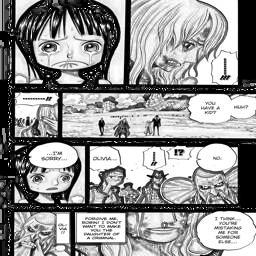 ..........
!!!
YOU
HAVE
A KID?
HUH?
...I'M
SORRY...
OLIVIA...
!
!?
NO.
OLIVIA
!!
FORGIVE ME,
ROBIN! I DON'T
WANT TO MAKE
YOU THE
DAUGHTER OF
A CRIMINAL.
I THINK...
YOU'RE
MISTAKING
ME FOR
SOMEONE
ELSE...